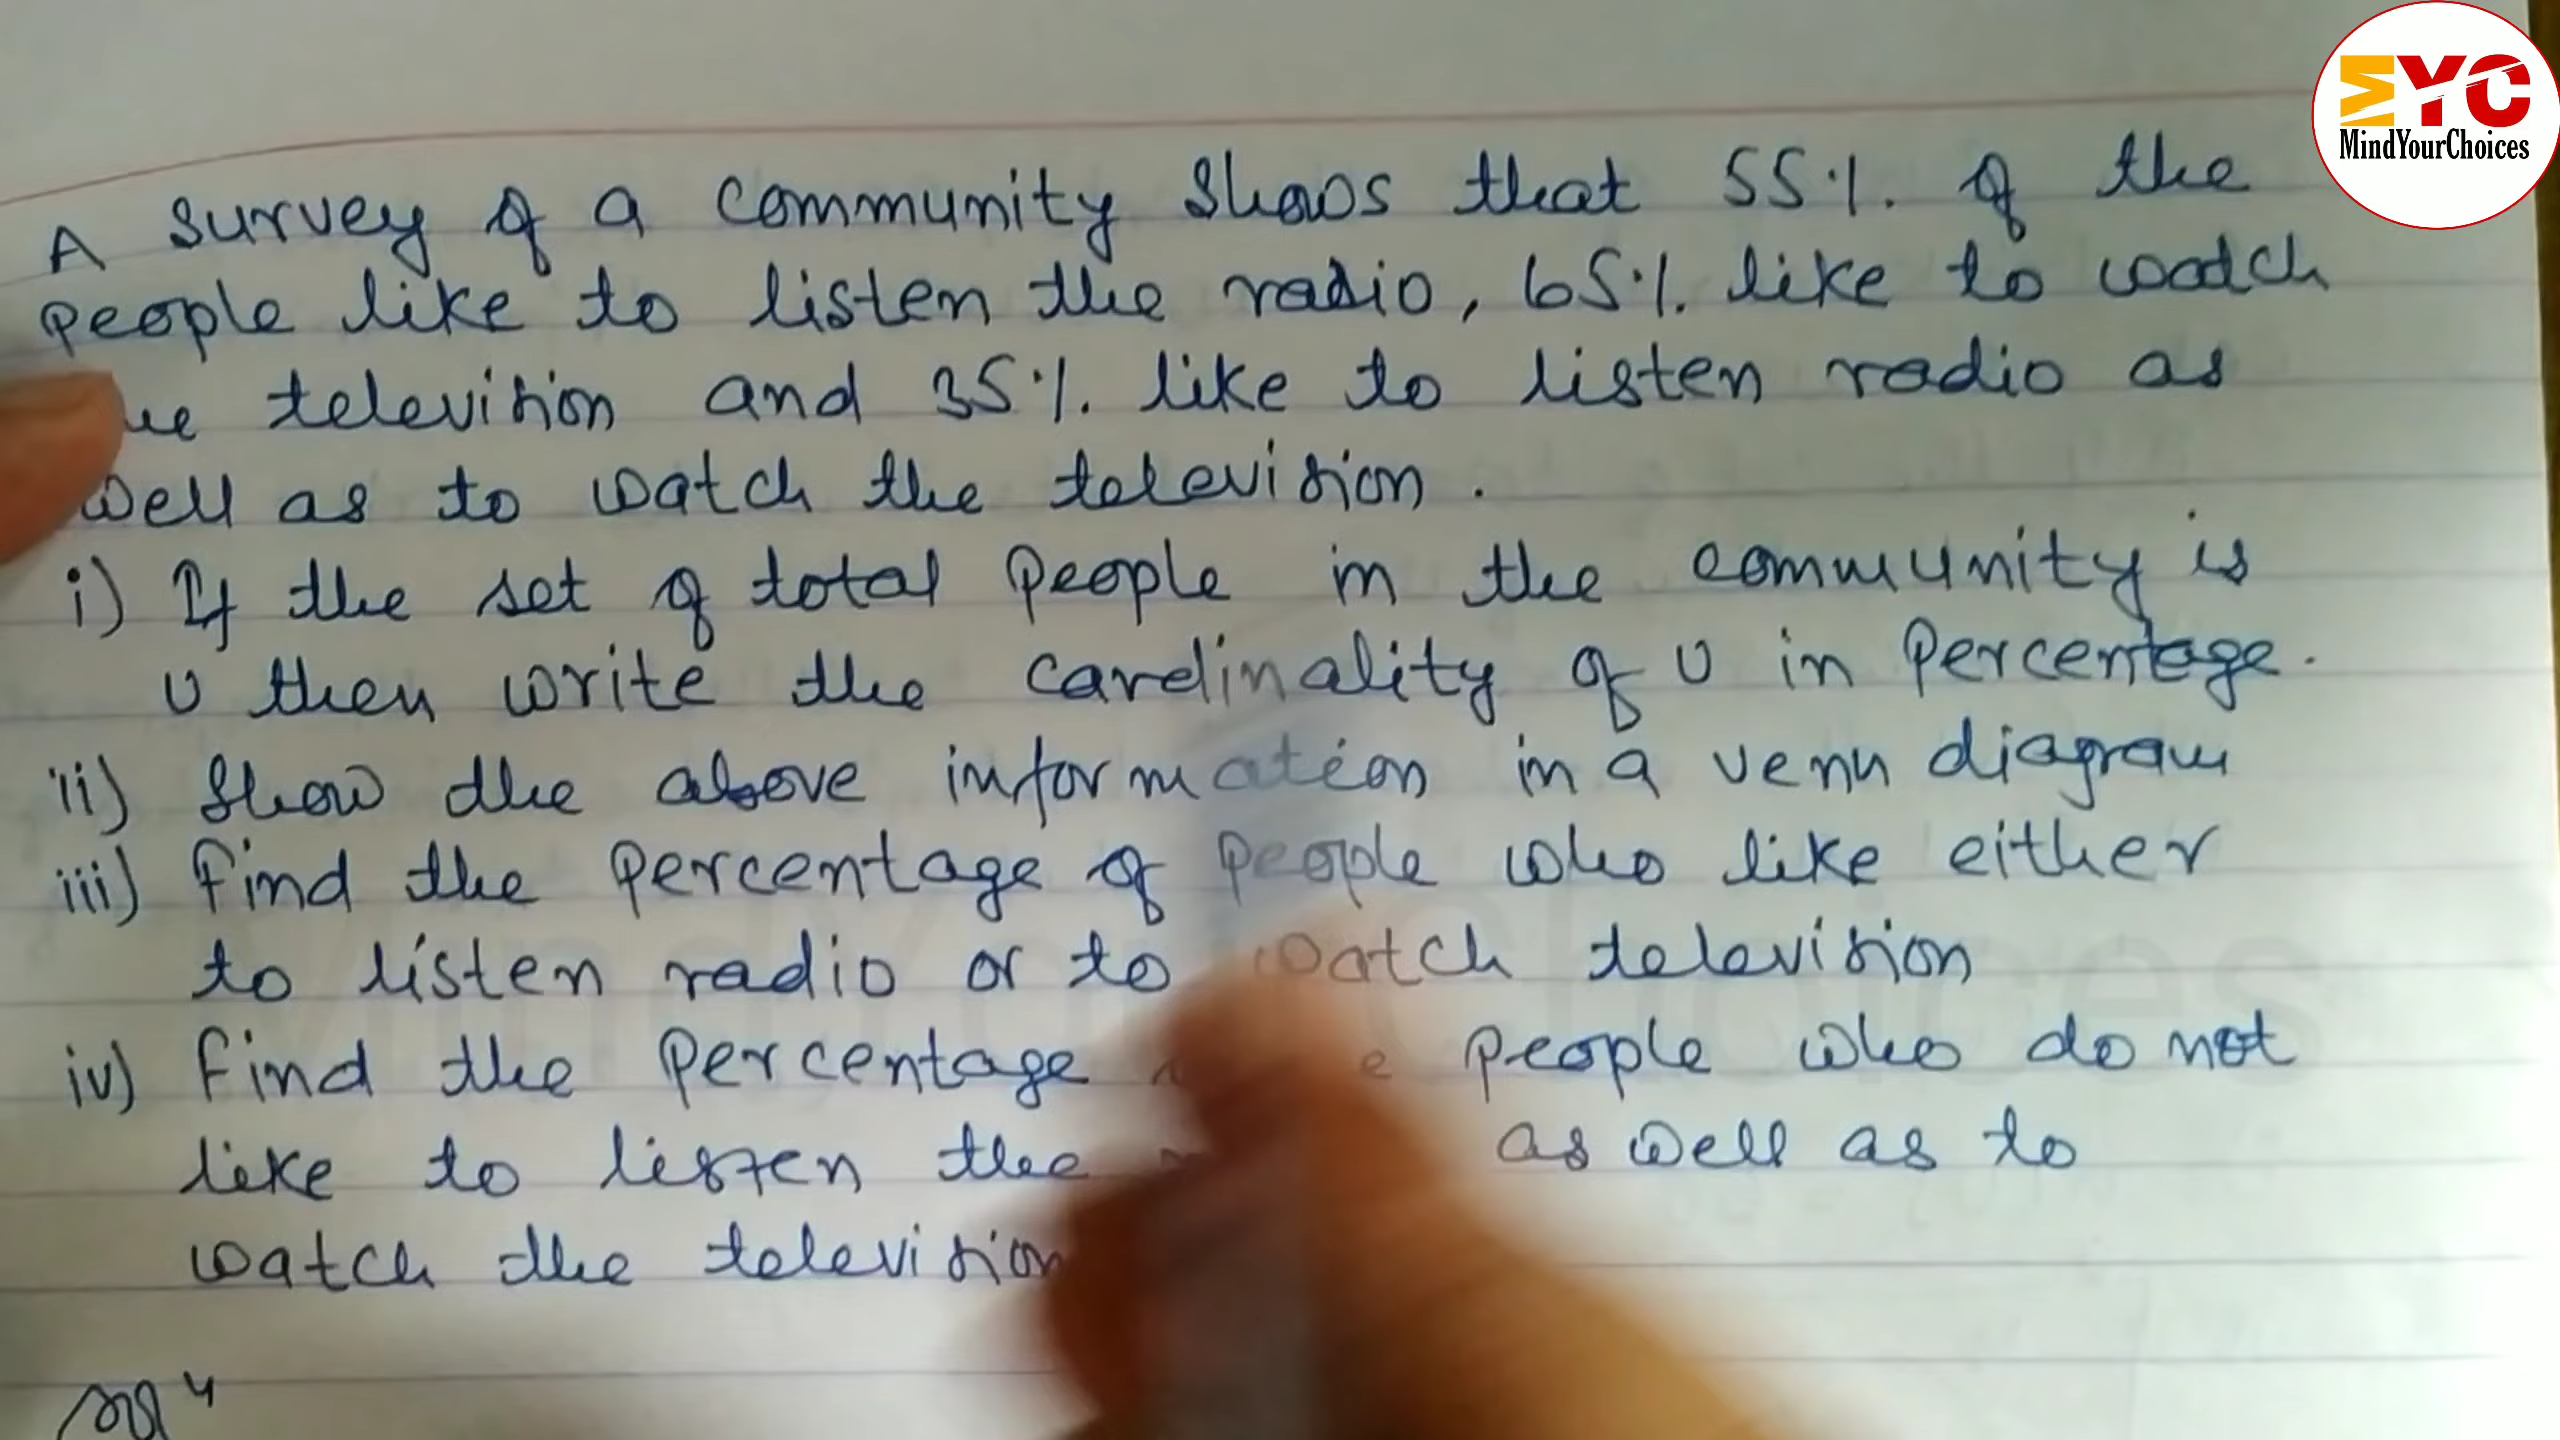 MYC
MindYourChoices
A survey of a community shows that 55%. of the
people like to listen the radio, 65%. like to watch
television and 35%. like to listen radio as
well as to watch the television.
i) If the set of total people in the community is
U then write the cardinality of U in percentage.
ii) Show the above information in a venn diagram
iii) Find the percentage of people who like either
to listen radio or to watch television
iv) Find the percentage people who do not
like to listen the as well as to
watch the television